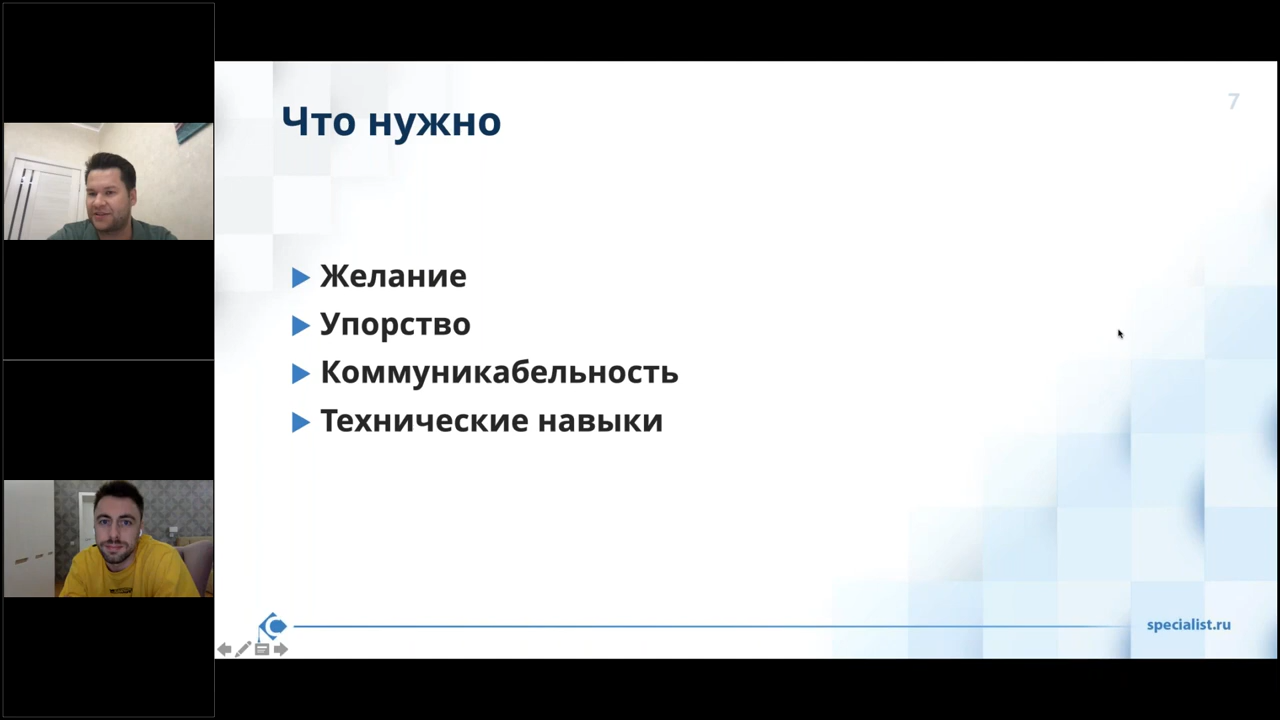 7
Что нужно
Желание
Упорство
Коммуникабельность
Технические навыки
specialist.ru